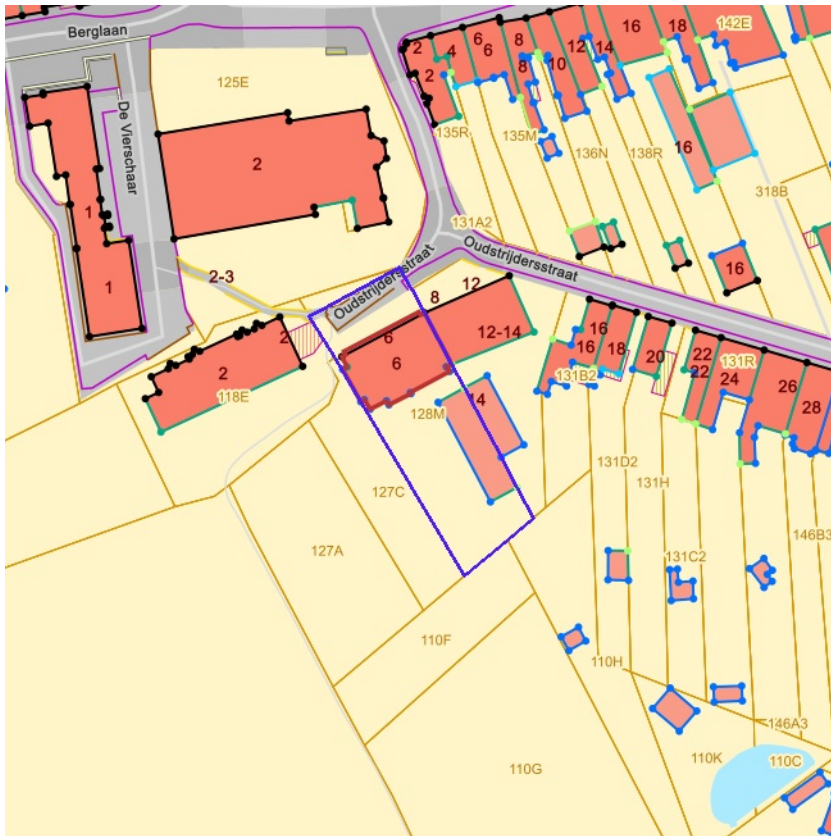 Berglaan
De Vierschaar
125E
2
1
1
2-3
2
2
118E
2
2
4
6
6
8
8
10
12
14
16
18
142E
135R
135M
136N
138R
16
318B
131A2
16
Oudstrijdersstraat
Oudstrijdersstraat
6
8
12
6
12-14
14
128M
16
16
18
131B2
20
22
22
131R
24
26
28
127C
127A
131D2
131H
146B3
131C2
110F
110H
146A3
110G
110K
110C